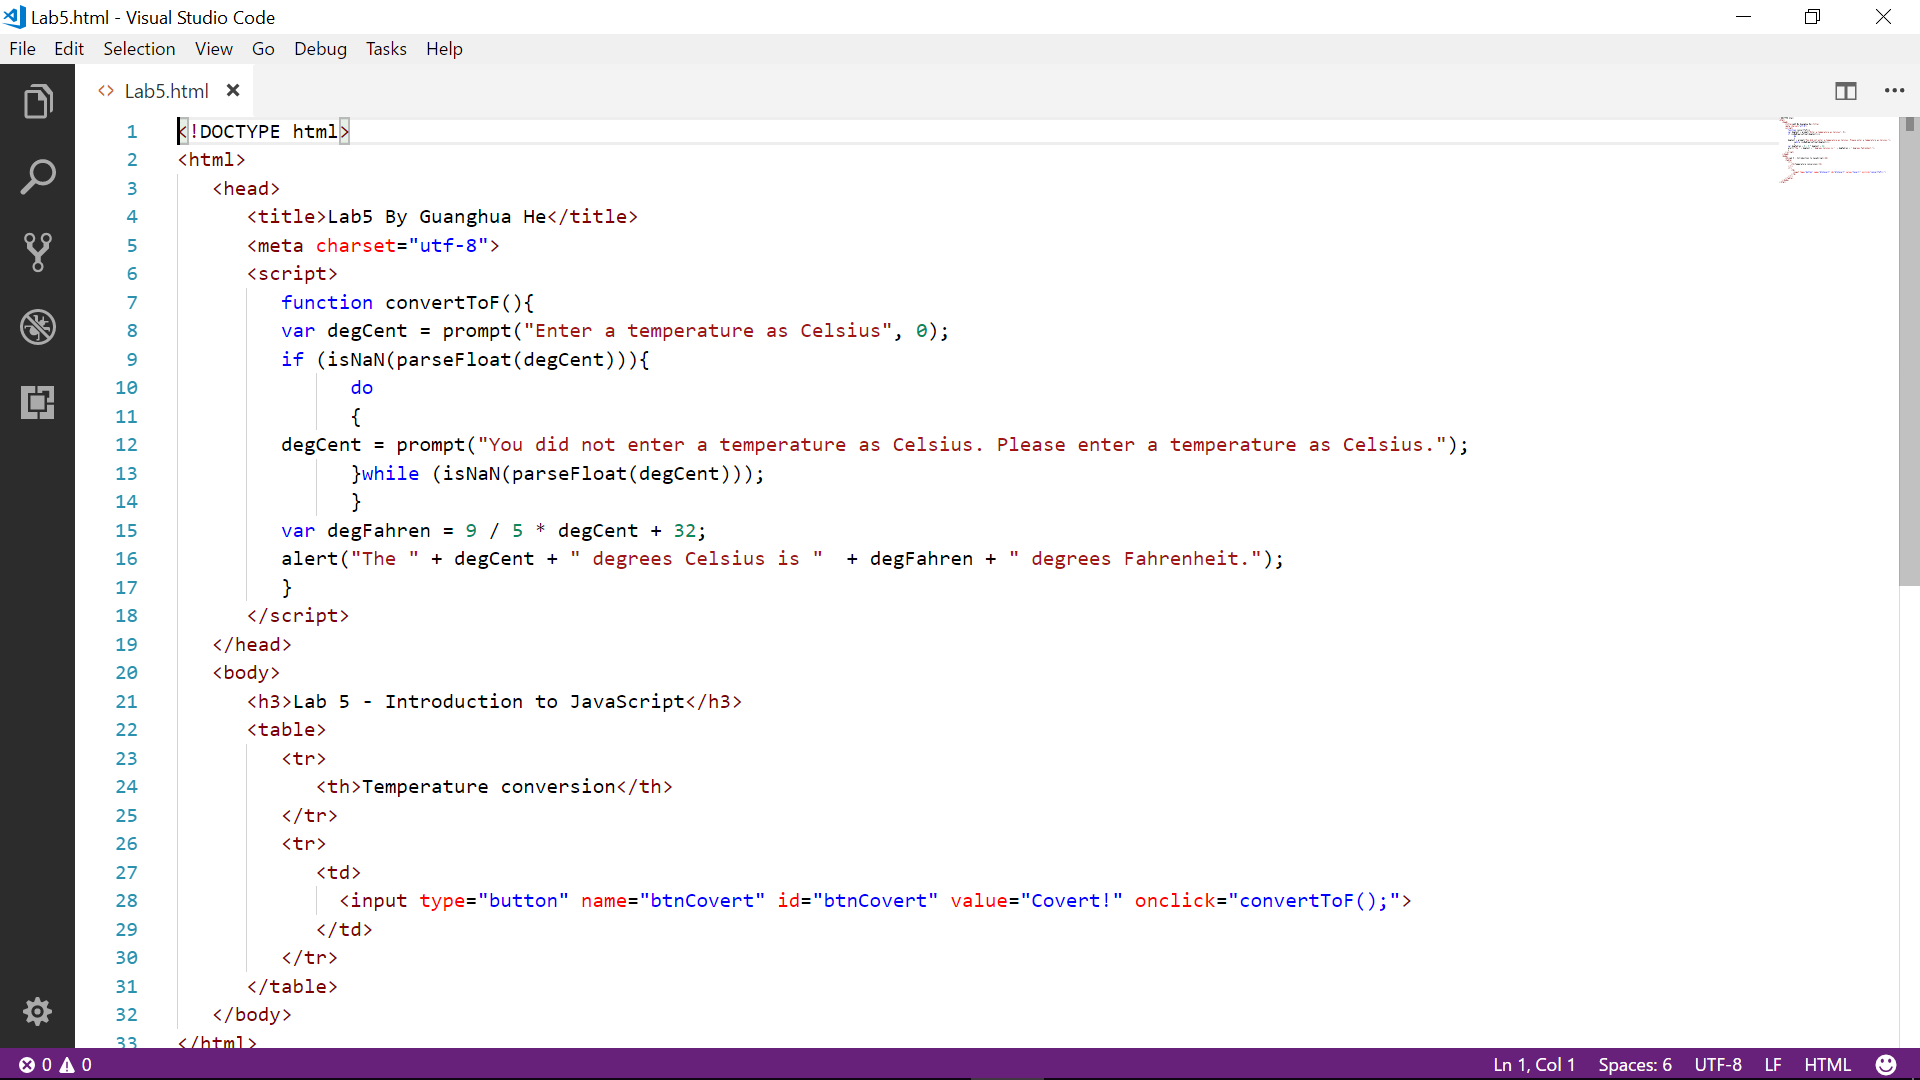 Lab5.html - Visual Studio Code
File Edit Selection View Go Debug Tasks Help
<> Lab5.html
1 <!DOCTYPE html>
2 <html>
3 <head>
4 <title>Lab5 By Guanghua He</title>
5 <meta charset="utf-8">
6 <script>
7 function convertToF(){
8 var degCent = prompt("Enter a temperature as Celsius", 0);
9 if (isNaN(parseFloat(degCent))){
10 do
11 {
12 degCent = prompt("You did not enter a temperature as Celsius. Please enter a temperature as Celsius.");
13 }while (isNaN(parseFloat(degCent)));
14 }
15 var degFahren = 9 / 5 * degCent + 32;
16 alert("The " + degCent + " degrees Celsius is "  + degFahren + " degrees Fahrenheit.");
17 }
18 </script>
19 </head>
20 <body>
21 <h3>Lab 5 - Introduction to JavaScript</h3>
22 <table>
23 <tr>
24 <th>Temperature conversion</th>
25 </tr>
26 <tr>
27 <td>
28 <input type="button" name="btnCovert" id="btnCovert" value="Covert!" onclick="convertToF();">
29 </td>
30 </tr>
31 </table>
32 </body>
33 </html>
0 0 Ln 1, Col 1 Spaces: 6 UTF-8 LF HTML